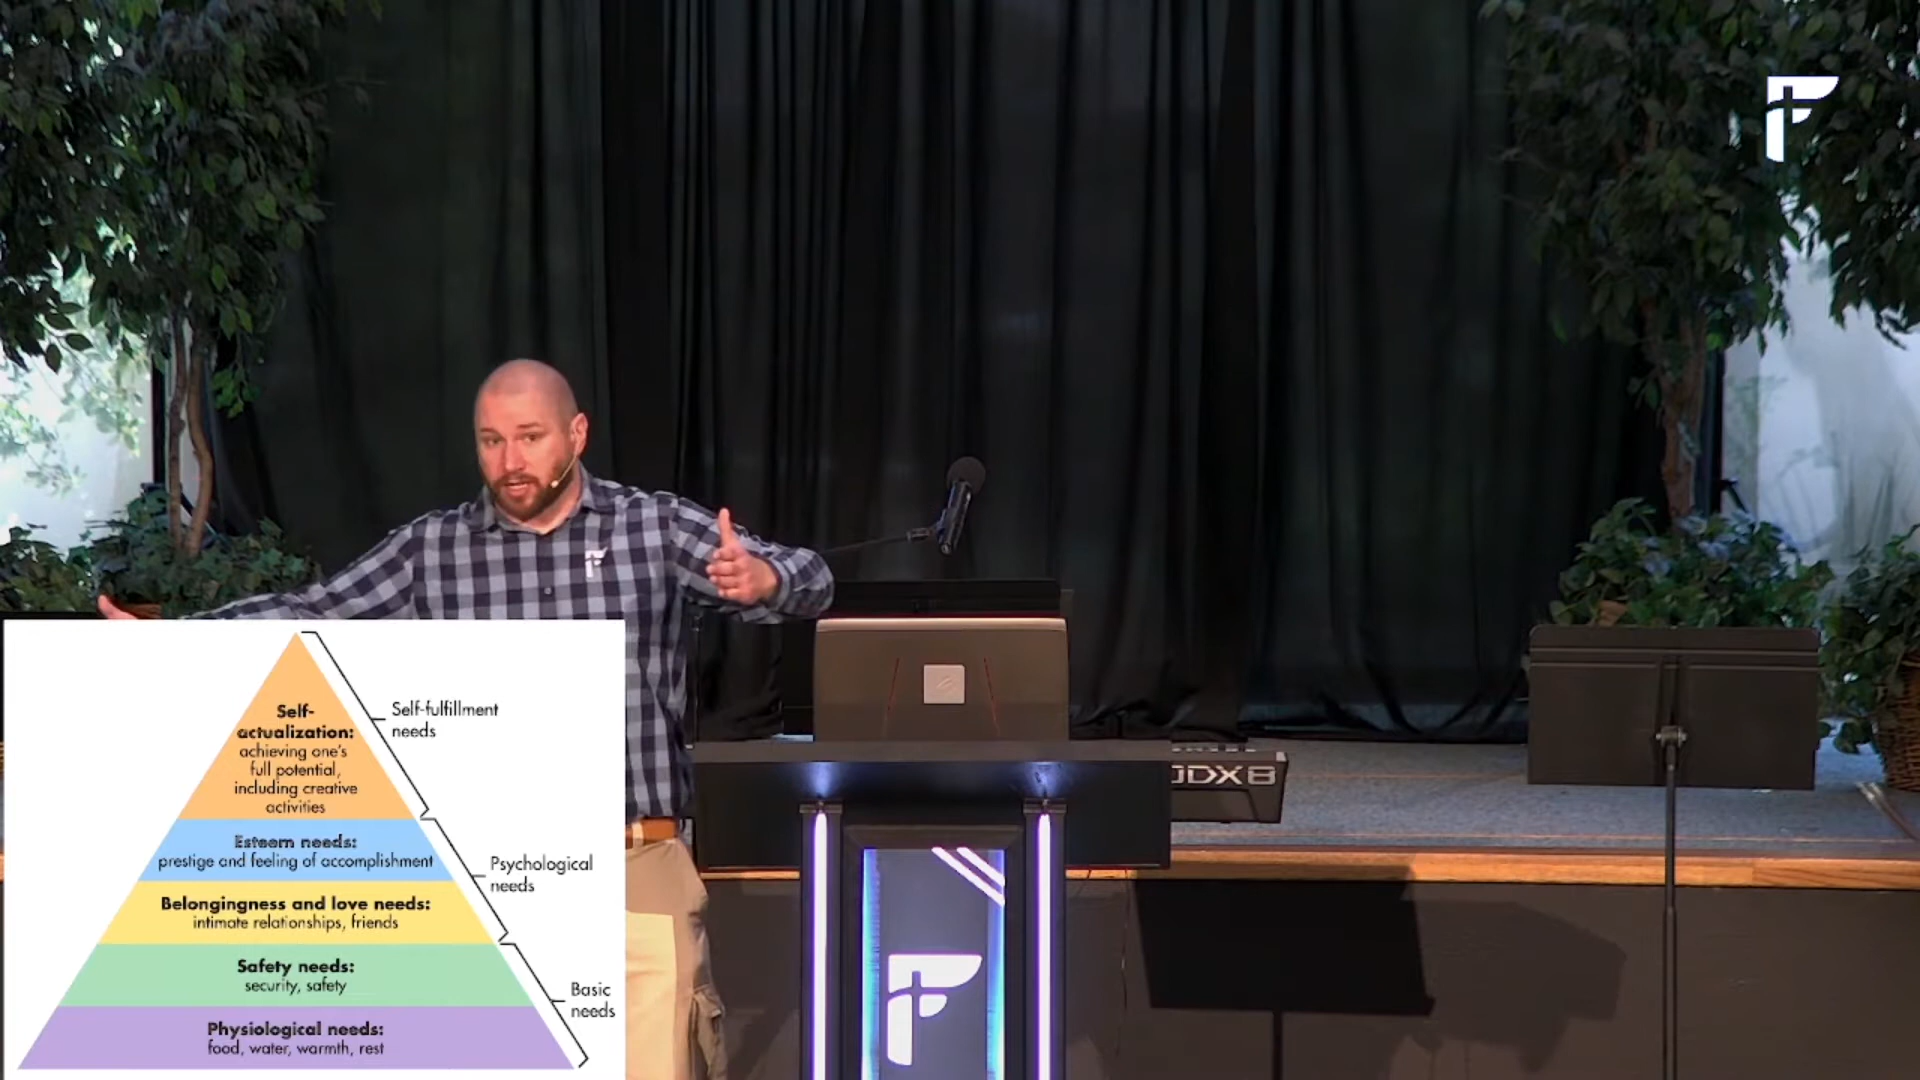 Self-
actualization:
achieving one's
full potential,
including creative
activities
Self-fulfillment
needs
Esteem needs:
prestige and feeling of accomplishment
Psychological
needs
Belongingness and love needs:
intimate relationships, friends
Safety needs:
security, safety
Basic
needs
Physiological needs:
food, water, warmth, rest
DX8